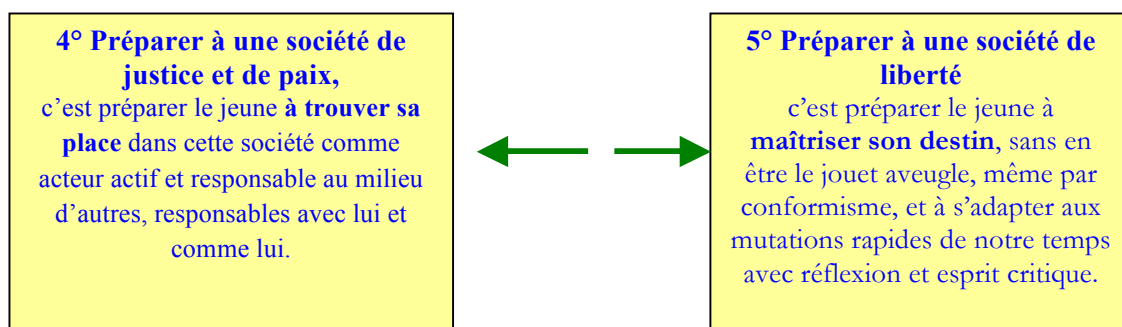 4° Préparer à une société de
justice et de paix,
c’est préparer le jeune à trouver sa
place dans cette société comme
acteur actif et responsable au milieu
d’autres, responsables avec lui et
comme lui.
5° Préparer à une société de
liberté
c’est préparer le jeune à
maîtriser son destin, sans en
être le jouet aveugle, même par
conformisme, et à s’adapter aux
mutations rapides de notre temps
avec réflexion et esprit critique.